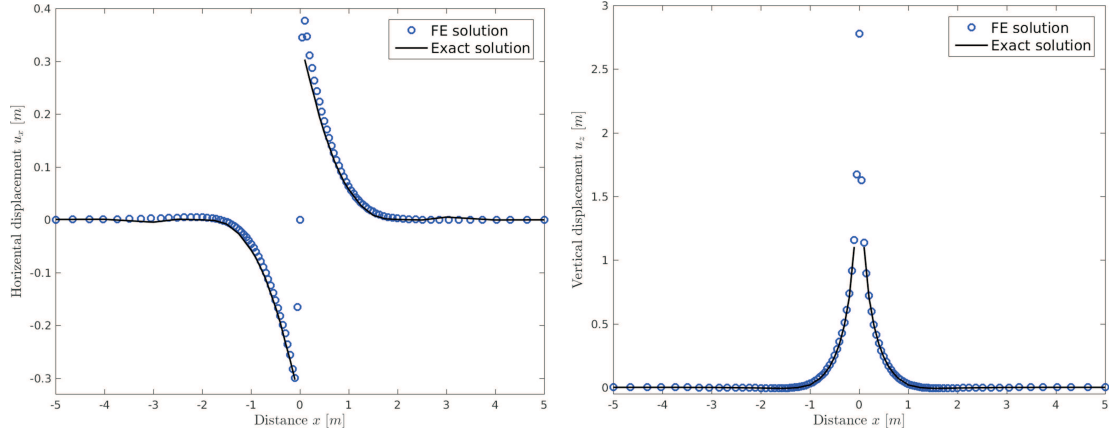 0.4
0.3
0.2
0.1
0
-0.1
-0.2
-0.3
Horizental displacement u_x [m]
FE solution
Exact solution
-5 -4 -3 -2 -1 0 1 2 3 4 5
Distance x [m]
3
2.5
2
1.5
1
0.5
0
Vertical displacement u_z [m]
FE solution
Exact solution
-5 -4 -3 -2 -1 0 1 2 3 4 5
Distance x [m]